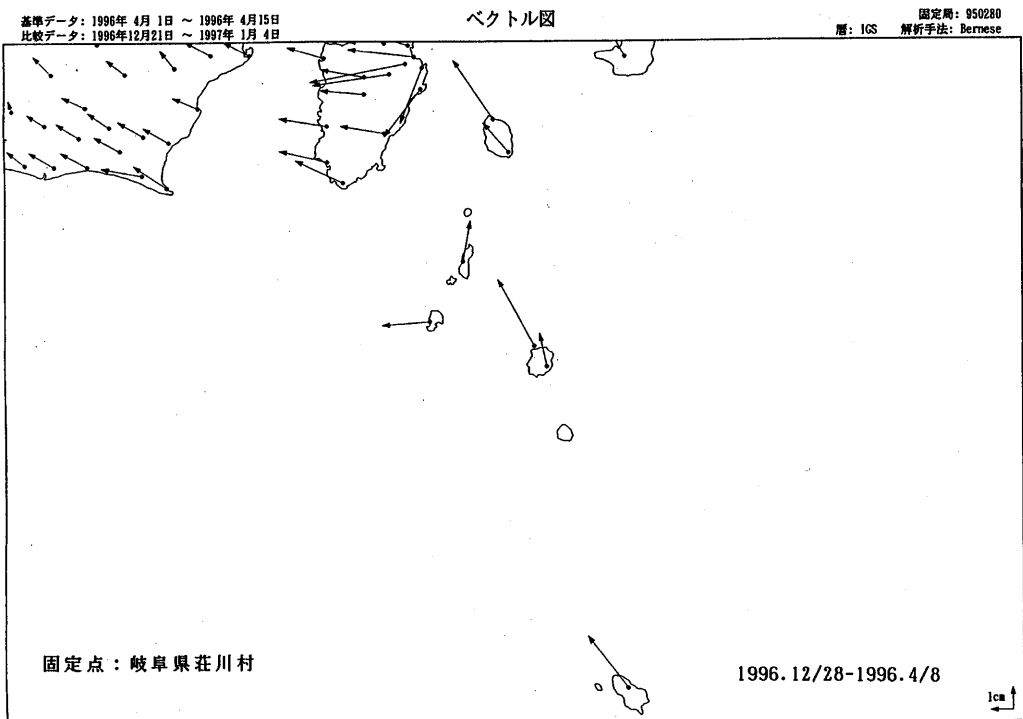 基準データ: 1996年 4月 1日 ～ 1996年 4月15日
比較データ: 1996年12月21日 ～ 1997年 1月 4日
ベクトル図
固定局: 950280
暦: IGS 解析手法: Bernese
固定点：岐阜県荘川村
1996.12/28-1996.4/8
1cm